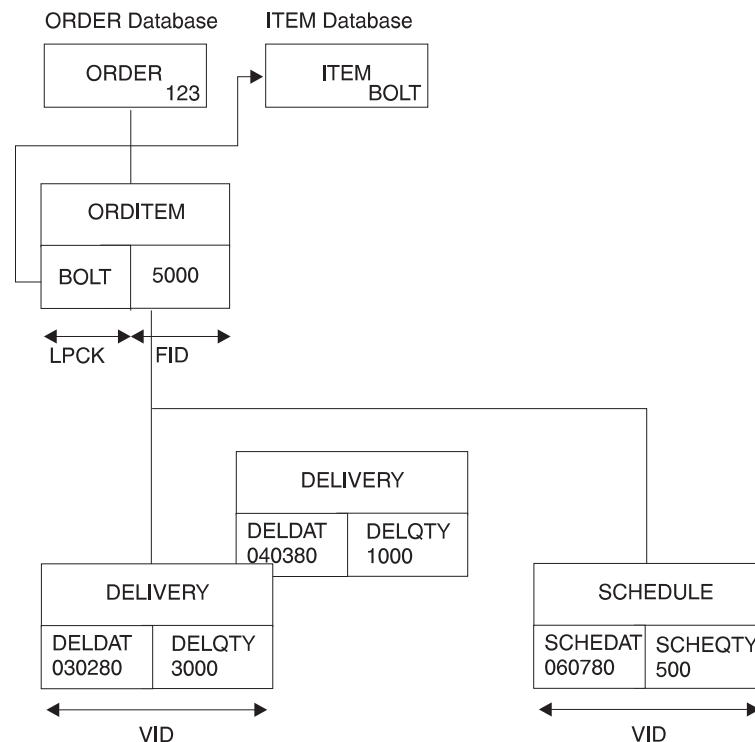 ORDER Database
ITEM Database
ORDER
123
ITEM
BOLT
ORDITEM
BOLT
5000
LPCK
FID
DELIVERY
DELDAT
040380
DELQTY
1000
DELIVERY
DELDAT
030280
DELQTY
3000
VID
SCHEDULE
SCHEDAT
060780
SCHEQTY
500
VID